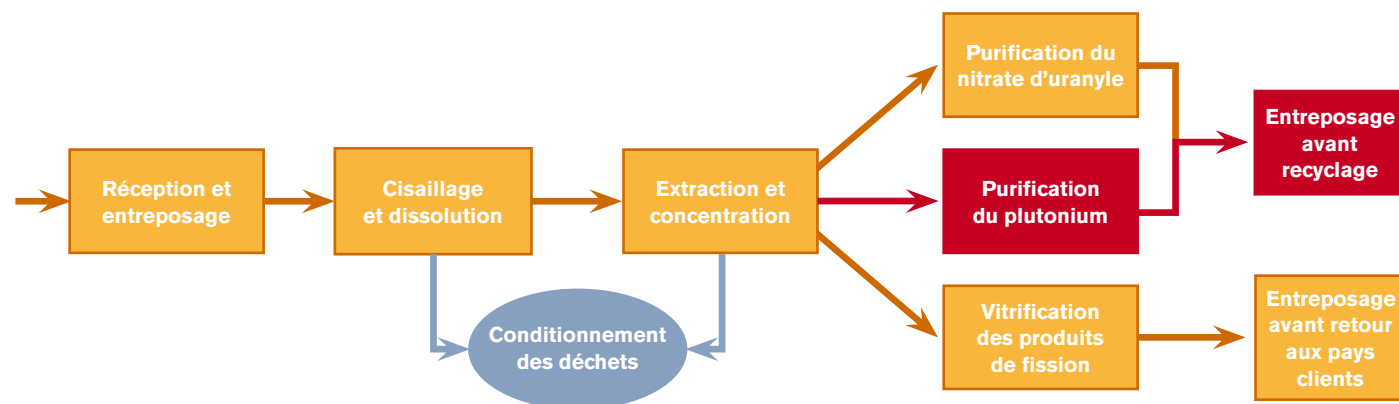 Réception et
entreposage
Cisaillage
et dissolution
Extraction et
concentration
Conditionnement
des déchets
Purification du
nitrate d’uranyle
Purification
du plutonium
Vitrification
des produits
de fission
Entreposage
avant
recyclage
Entreposage
avant retour
aux pays
clients